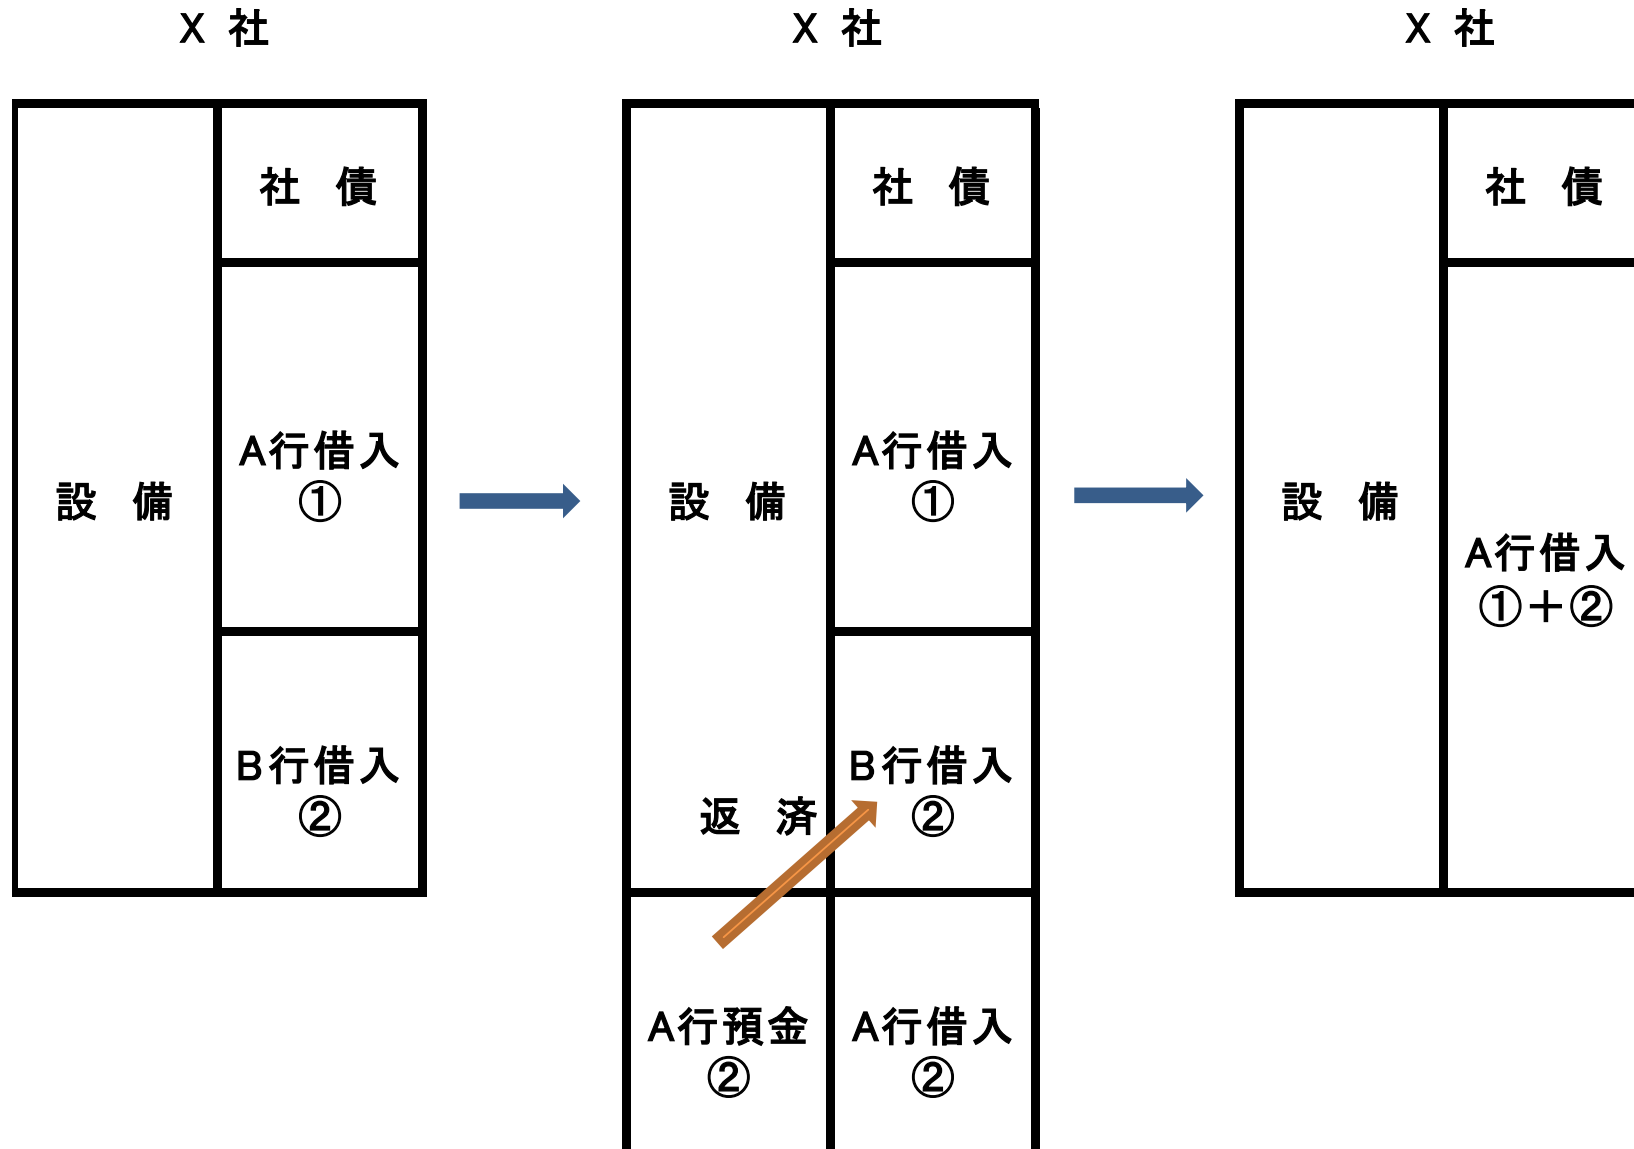 X 社
設 備
社 債
A行借入
①
B行借入
②
X 社
設 備
社 債
A行借入
①
B行借入
②
返 済
A行預金
②
A行借入
②
X 社
設 備
社 債
A行借入
①+②